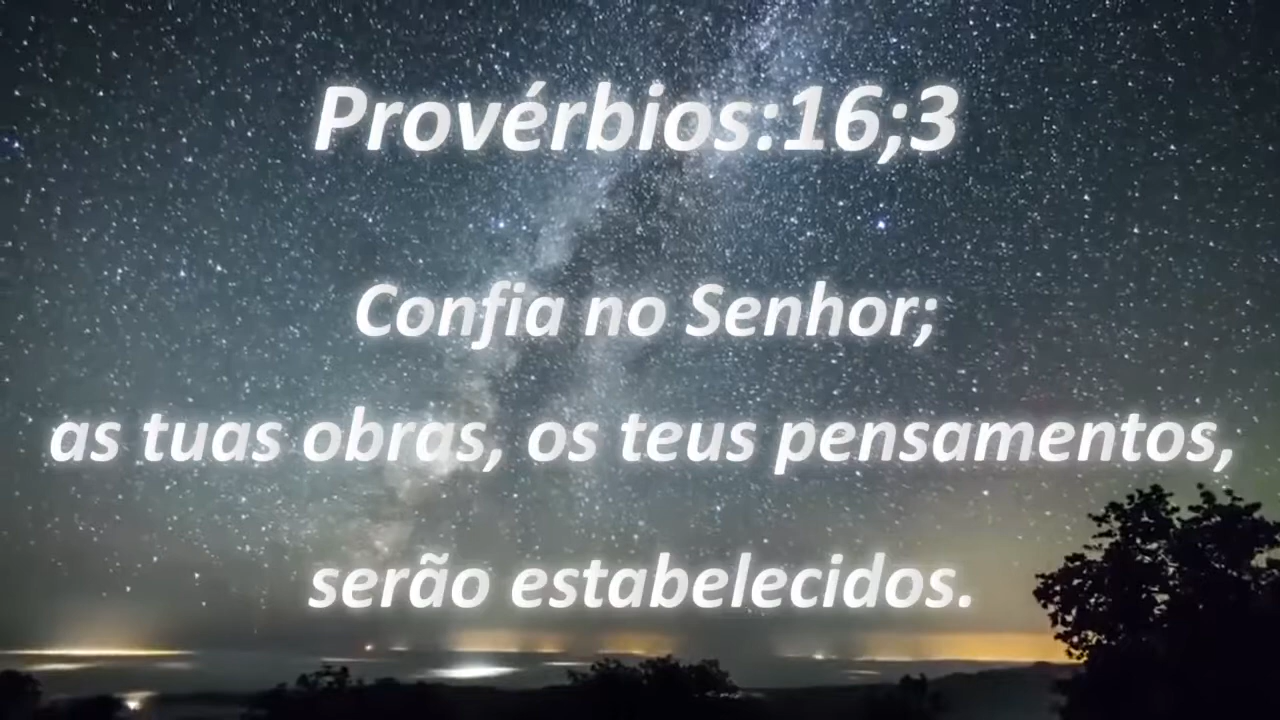 Provérbios:16;3
Confia no Senhor;
as tuas obras, os teus pensamentos,
serão estabelecidos.